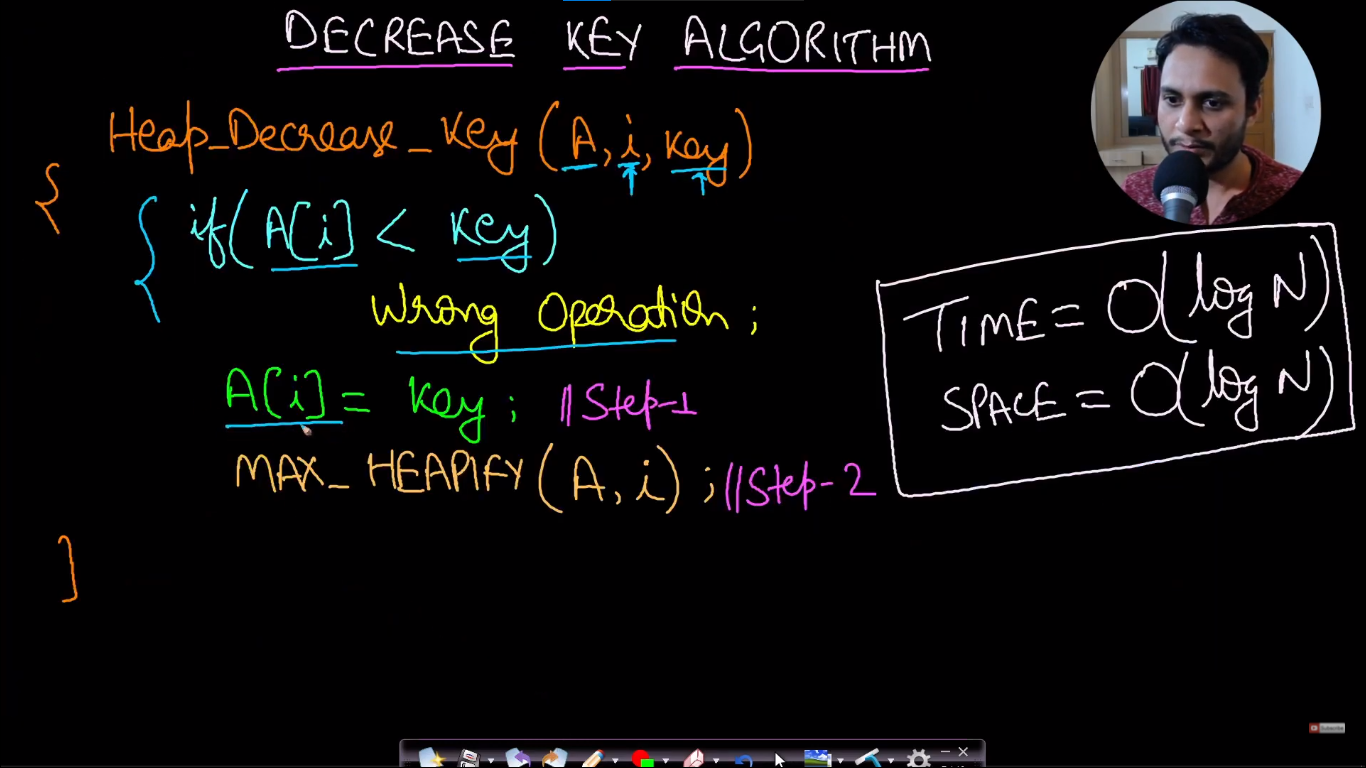 DECREASE KEY ALGORITHM
Heap_Decrease_Key (A, i, key)
{
{ if( A[i] < key )
Wrong Operation ;
A[i] = key ; ||Step-1
MAX_HEAPIFY (A, i) ; ||Step-2
]
TIME = O(log N)
SPACE = O(log N)